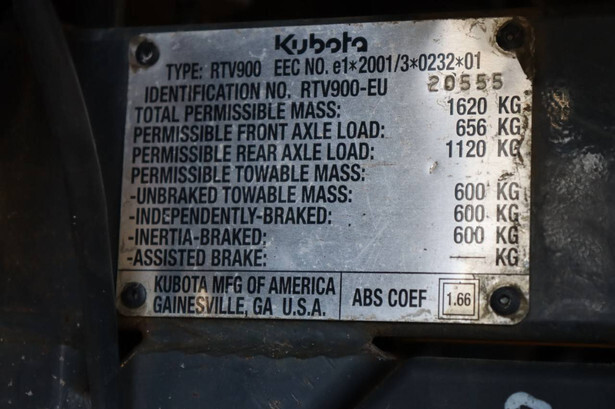 Kubota
TYPE: RTV900 EEC NO. e1*2001/3*0232*01
IDENTIFICATION NO. RTV900-EU 20555
TOTAL PERMISSIBLE MASS: 1620 KG
PERMISSIBLE FRONT AXLE LOAD: 656 KG
PERMISSIBLE REAR AXLE LOAD: 1120 KG
PERMISSIBLE TOWABLE MASS:
-UNBRAKED TOWABLE MASS: 600 KG
-INDEPENDENTLY-BRAKED: 600 KG
-INERTIA-BRAKED: 600 KG
-ASSISTED BRAKE: — KG
KUBOTA MFG OF AMERICA
GAINESVILLE, GA U.S.A.
ABS COEF 1.66